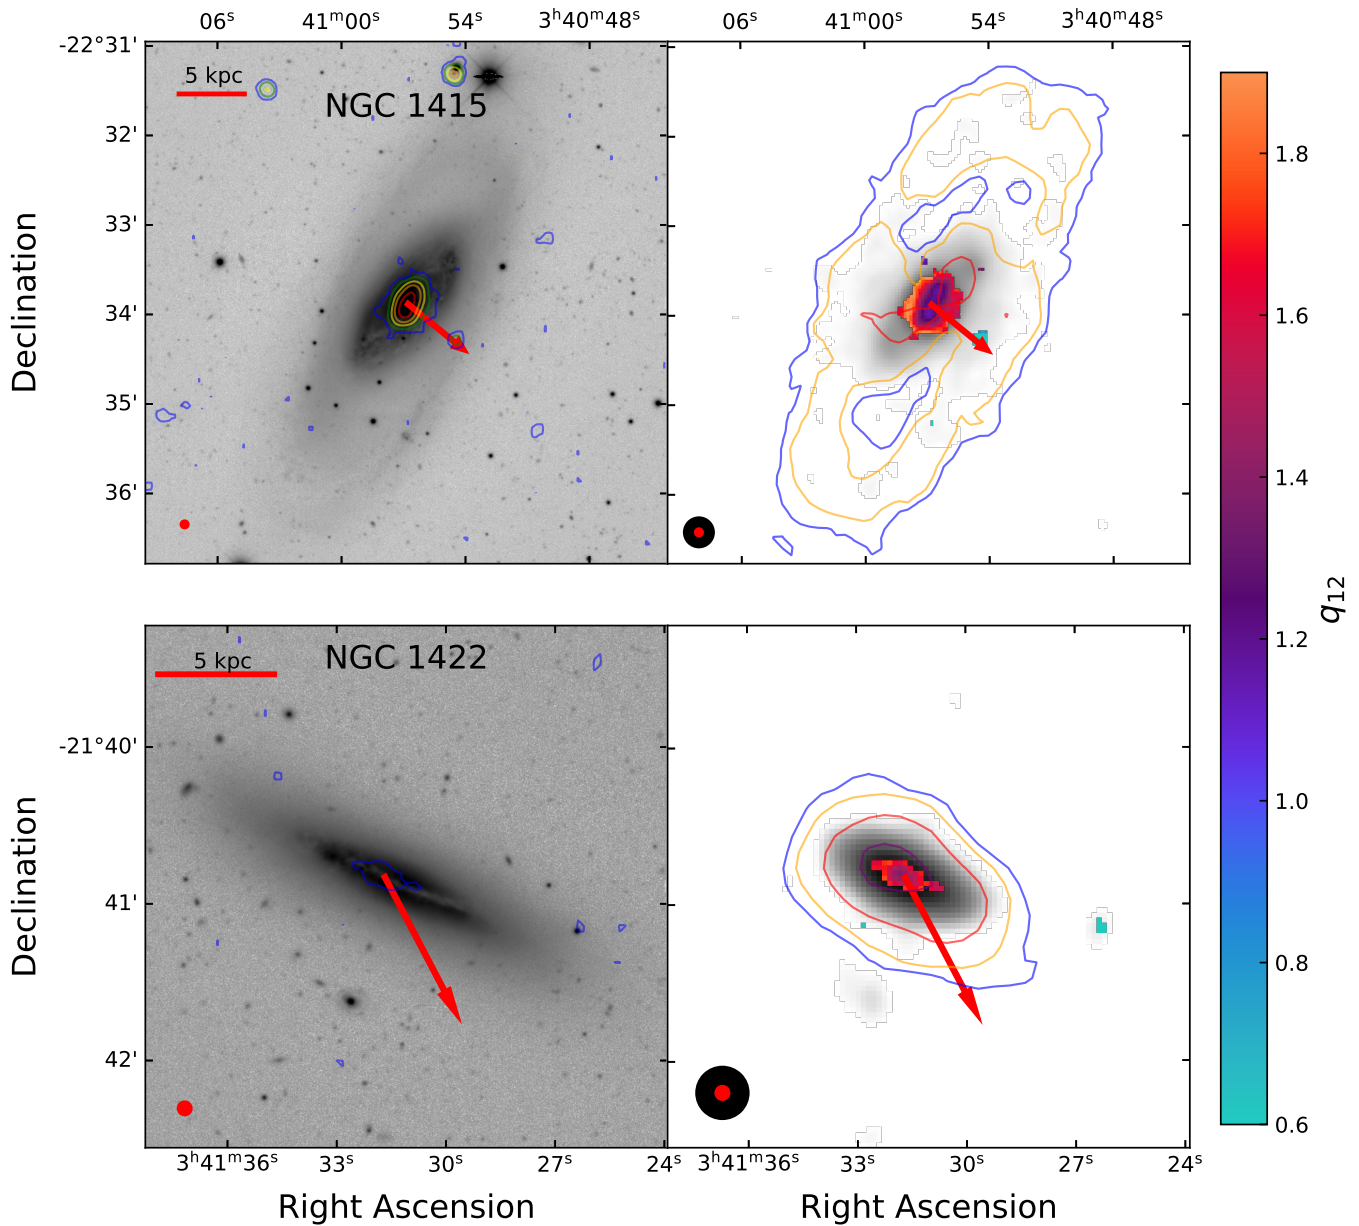 06ˢ 41ᵐ00ˢ 54ˢ 3ʰ40ᵐ48ˢ 06ˢ 41ᵐ00ˢ 54ˢ 3ʰ40ᵐ48ˢ
-22°31'
5 kpc
NGC 1415
32'
33'
34'
35'
36'
Declination
1.8
1.6
1.4
1.2
1.0
0.8
0.6
q₁₂
5 kpc
NGC 1422
-21°40'
41'
42'
Declination
3ʰ41ᵐ36ˢ 33ˢ 30ˢ 27ˢ 24ˢ 3ʰ41ᵐ36ˢ 33ˢ 30ˢ 27ˢ 24ˢ
Right Ascension Right Ascension